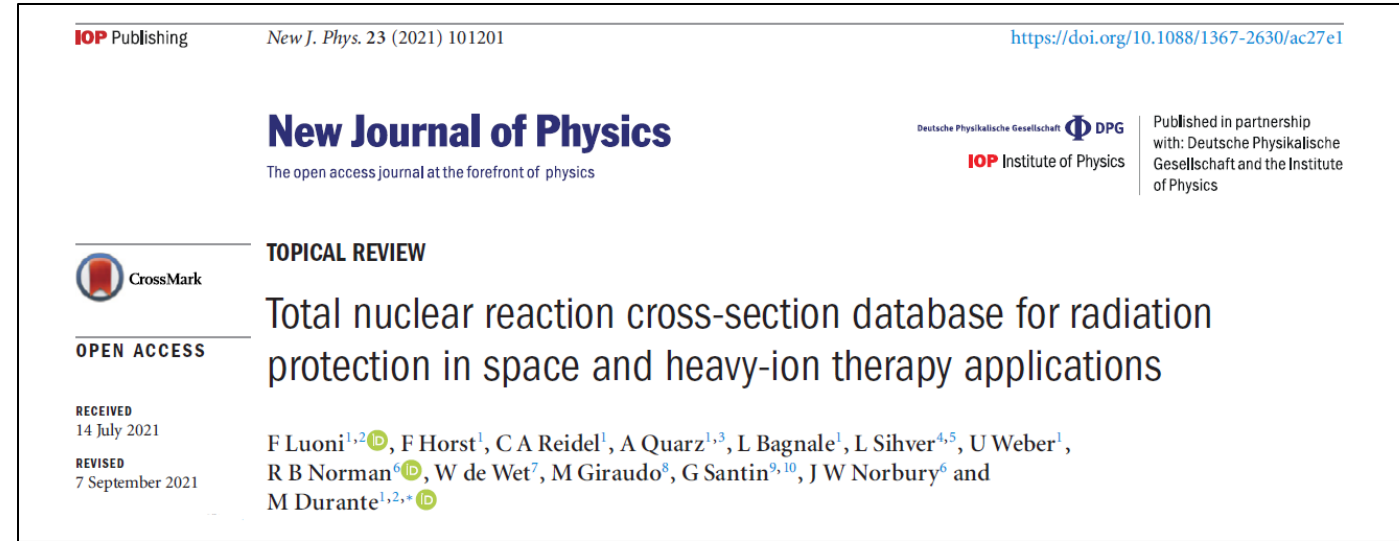 IOP Publishing
New J. Phys. 23 (2021) 101201
https://doi.org/10.1088/1367-2630/ac27e1
New Journal of Physics
The open access journal at the forefront of physics
Deutsche Physikalische Gesellschaft DPG
IOP Institute of Physics
Published in partnership
with: Deutsche Physikalische
Gesellschaft and the Institute
of Physics
CrossMark
OPEN ACCESS
RECEIVED
14 July 2021
REVISED
7 September 2021
TOPICAL REVIEW
Total nuclear reaction cross-section database for radiation
protection in space and heavy-ion therapy applications
F Luoni1,2 iD, F Horst1, C A Reidel1, A Quarz1,3, L Bagnale1, L Sihver4,5, U Weber1,
R B Norman6 iD, W de Wet7, M Giraudo8, G Santin9,10, J W Norbury6 and
M Durante1,2,* iD